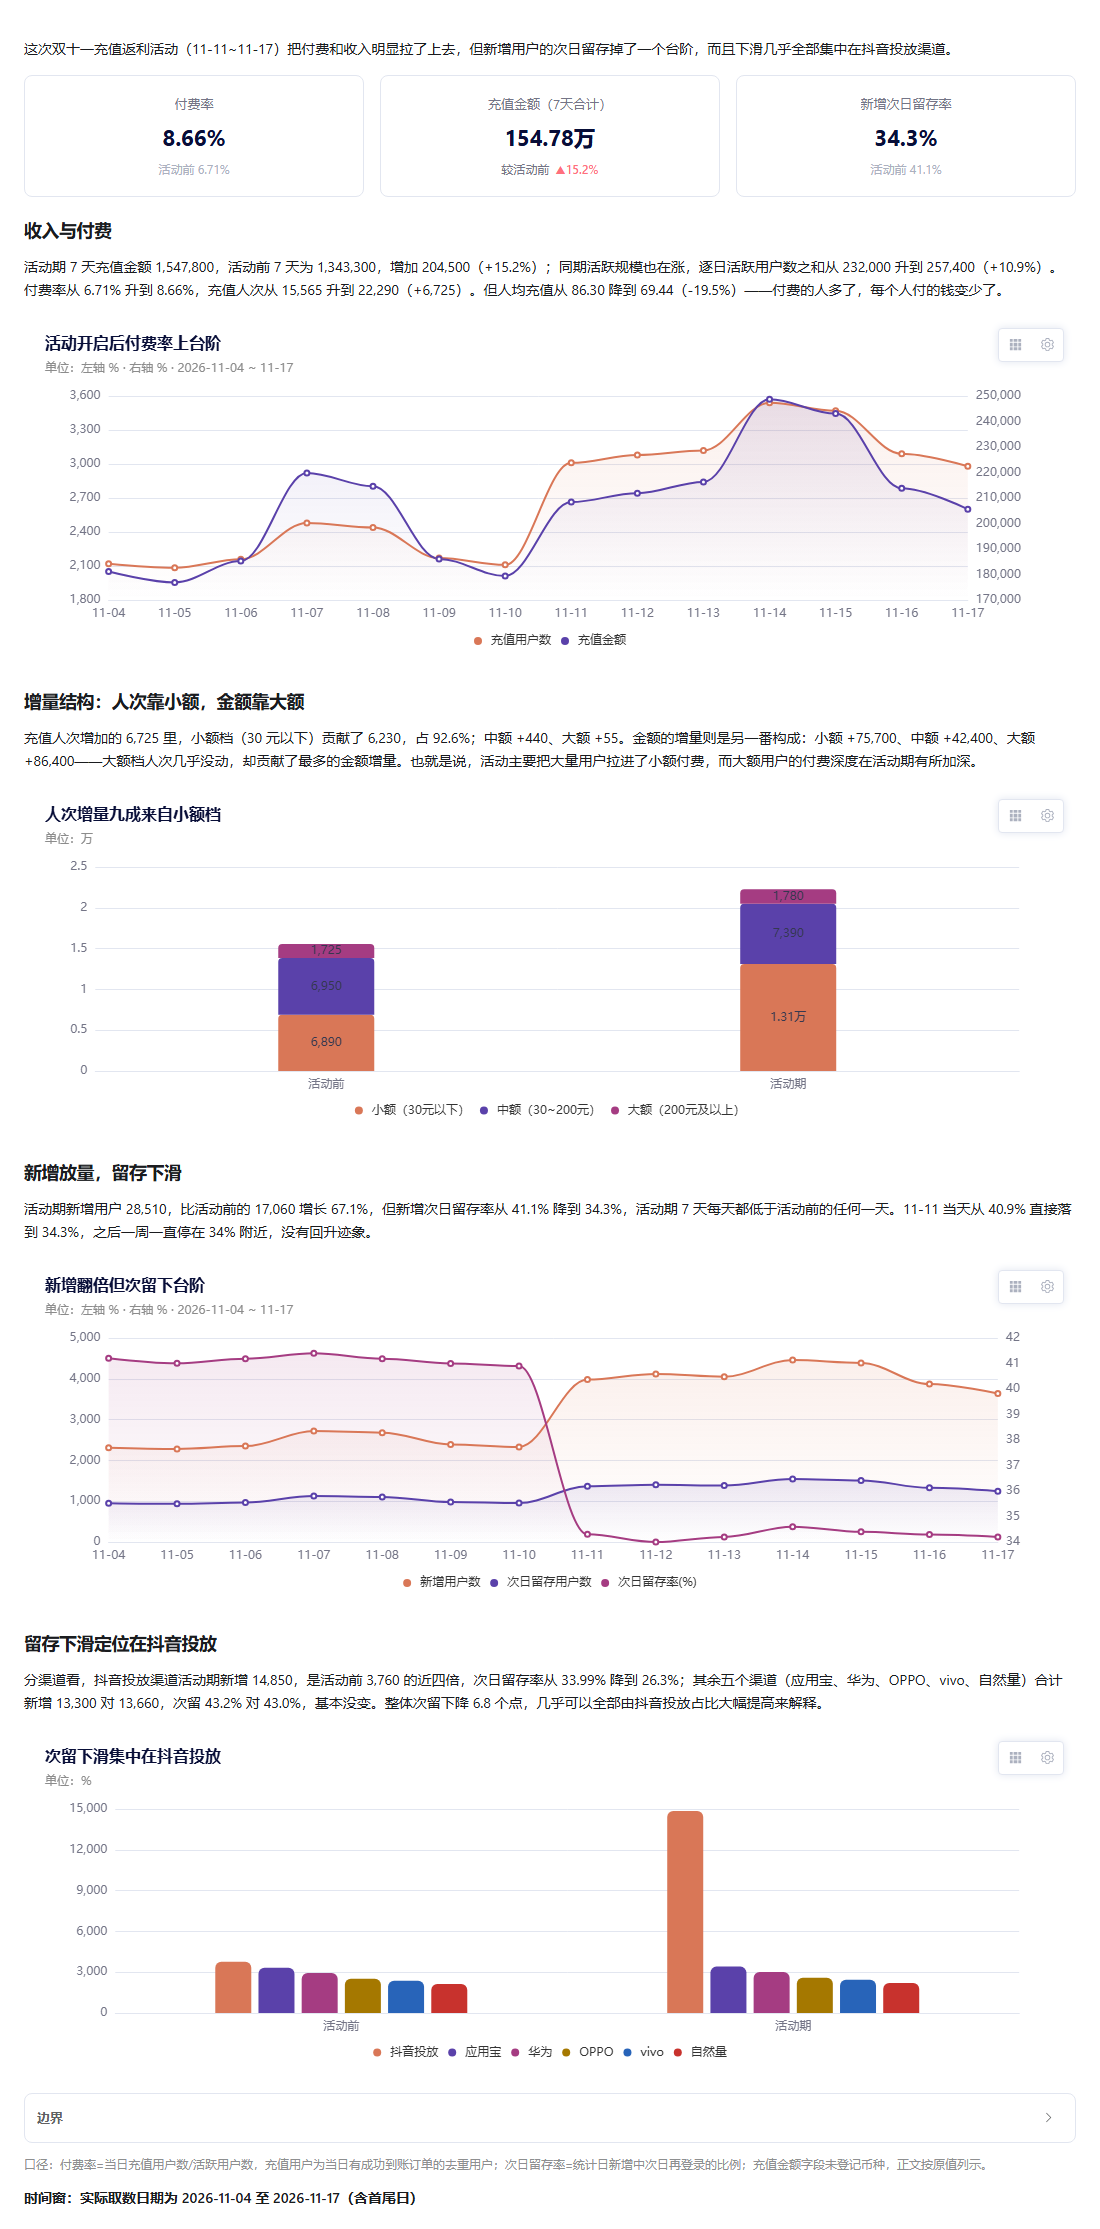 这次双十一充值返利活动（11-11~11-17）把付费和收入明显拉了上去，但新增用户的次日留存掉了一个台阶，而且下滑几乎全部集中在抖音投放渠道。
付费率
8.66%
活动前 6.71%
充值金额（7天合计）
154.78万
较活动前 ▲15.2%
新增次日留存率
34.3%
活动前 41.1%
收入与付费
活动期 7 天充值金额 1,547,800，活动前 7 天为 1,343,300，增加 204,500（+15.2%）；同期活跃规模也在涨，逐日活跃用户数之和从 232,000 升到 257,400（+10.9%）。
付费率从 6.71% 升到 8.66%，充值人次从 15,565 升到 22,290（+6,725）。但人均充值从 86.30 降到 69.44（-19.5%）——付费的人多了，每个人付的钱变少了。
活动开启后付费率上台阶
单位：左轴 % · 右轴 % · 2026-11-04 ~ 11-17
3,600
3,300
3,000
2,700
2,400
2,100
1,800
250,000
240,000
230,000
220,000
210,000
200,000
190,000
180,000
170,000
11-04 11-05 11-06 11-07 11-08 11-09 11-10 11-11 11-12 11-13 11-14 11-15 11-16 11-17
充值用户数 充值金额
增量结构：人次靠小额，金额靠大额
充值人次增加的 6,725 里，小额档（30 元以下）贡献了 6,230，占 92.6%；中额 +440、大额 +55。金额的增量则是另一番构成：小额 +75,700、中额 +42,400、大额
+86,400——大额档人次几乎没动，却贡献了最多的金额增量。也就是说，活动主要把大量用户拉进了小额付费，而大额用户的付费深度在活动期有所加深。
人次增量九成来自小额档
单位：万
2.5
2
1.5
1
0.5
0
1,725
6,950
6,890
1,780
7,390
1.31万
活动前 活动期
小额（30元以下） 中额（30~200元） 大额（200元及以上）
新增放量，留存下滑
活动期新增用户 28,510，比活动前的 17,060 增长 67.1%，但新增次日留存率从 41.1% 降到 34.3%，活动期 7 天每天都低于活动前的任何一天。11-11 当天从 40.9% 直接落
到 34.3%，之后一周一直停在 34% 附近，没有回升迹象。
新增翻倍但次留下台阶
单位：左轴 % · 右轴 % · 2026-11-04 ~ 11-17
5,000
4,000
3,000
2,000
1,000
0
42
41
40
39
38
37
36
35
34
11-04 11-05 11-06 11-07 11-08 11-09 11-10 11-11 11-12 11-13 11-14 11-15 11-16 11-17
新增用户数 次日留存用户数 次日留存率(%)
留存下滑定位在抖音投放
分渠道看，抖音投放渠道活动期新增 14,850，是活动前 3,760 的近四倍，次日留存率从 33.99% 降到 26.3%；其余五个渠道（应用宝、华为、OPPO、vivo、自然量）合计
新增 13,300 对 13,660，次留 43.2% 对 43.0%，基本没变。整体次留下降 6.8 个点，几乎可以全部由抖音投放占比大幅提高来解释。
次留下滑集中在抖音投放
单位：%
15,000
12,000
9,000
6,000
3,000
0
活动前 活动期
抖音投放 应用宝 华为 OPPO vivo 自然量
边界
口径：付费率=当日充值用户数/活跃用户数，充值用户为当日有成功到账订单的去重用户；次日留存率=统计日新增中次日再登录的比例；充值金额字段未登记币种，正文按原值列示。
时间窗：实际取数日期为 2026-11-04 至 2026-11-17（含首尾日）